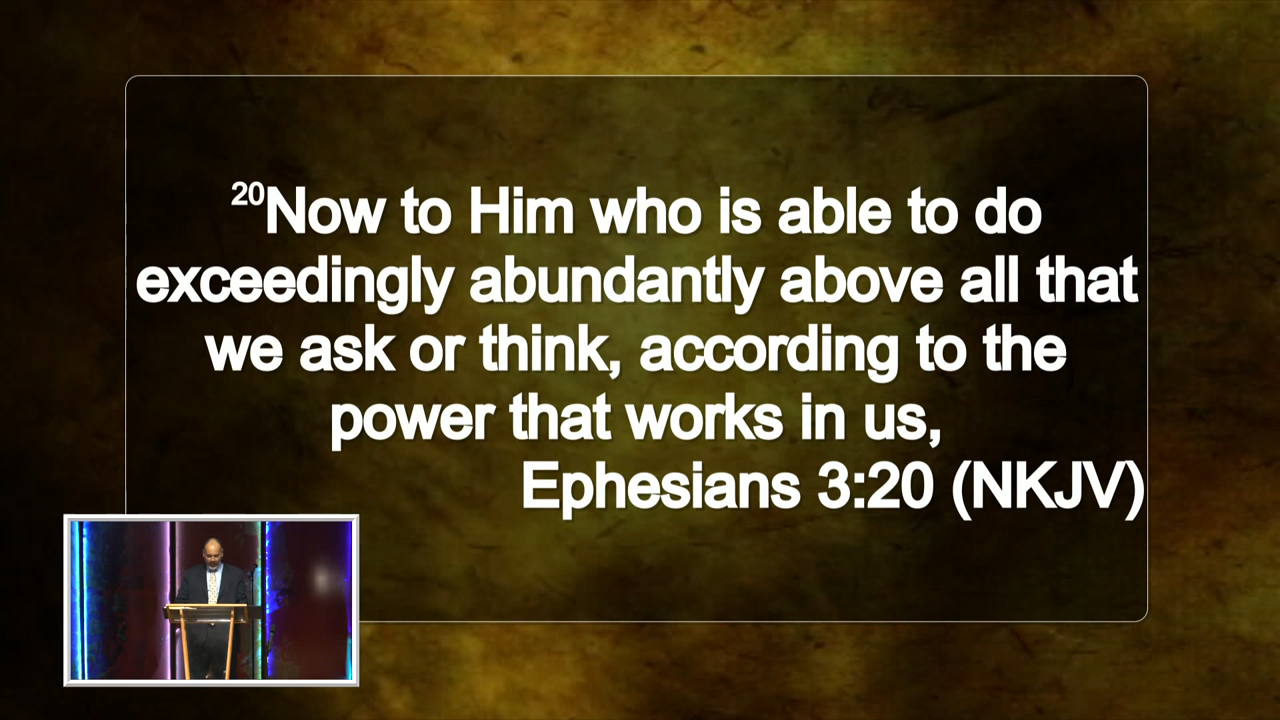 20Now to Him who is able to do
exceedingly abundantly above all that
we ask or think, according to the
power that works in us,
Ephesians 3:20 (NKJV)